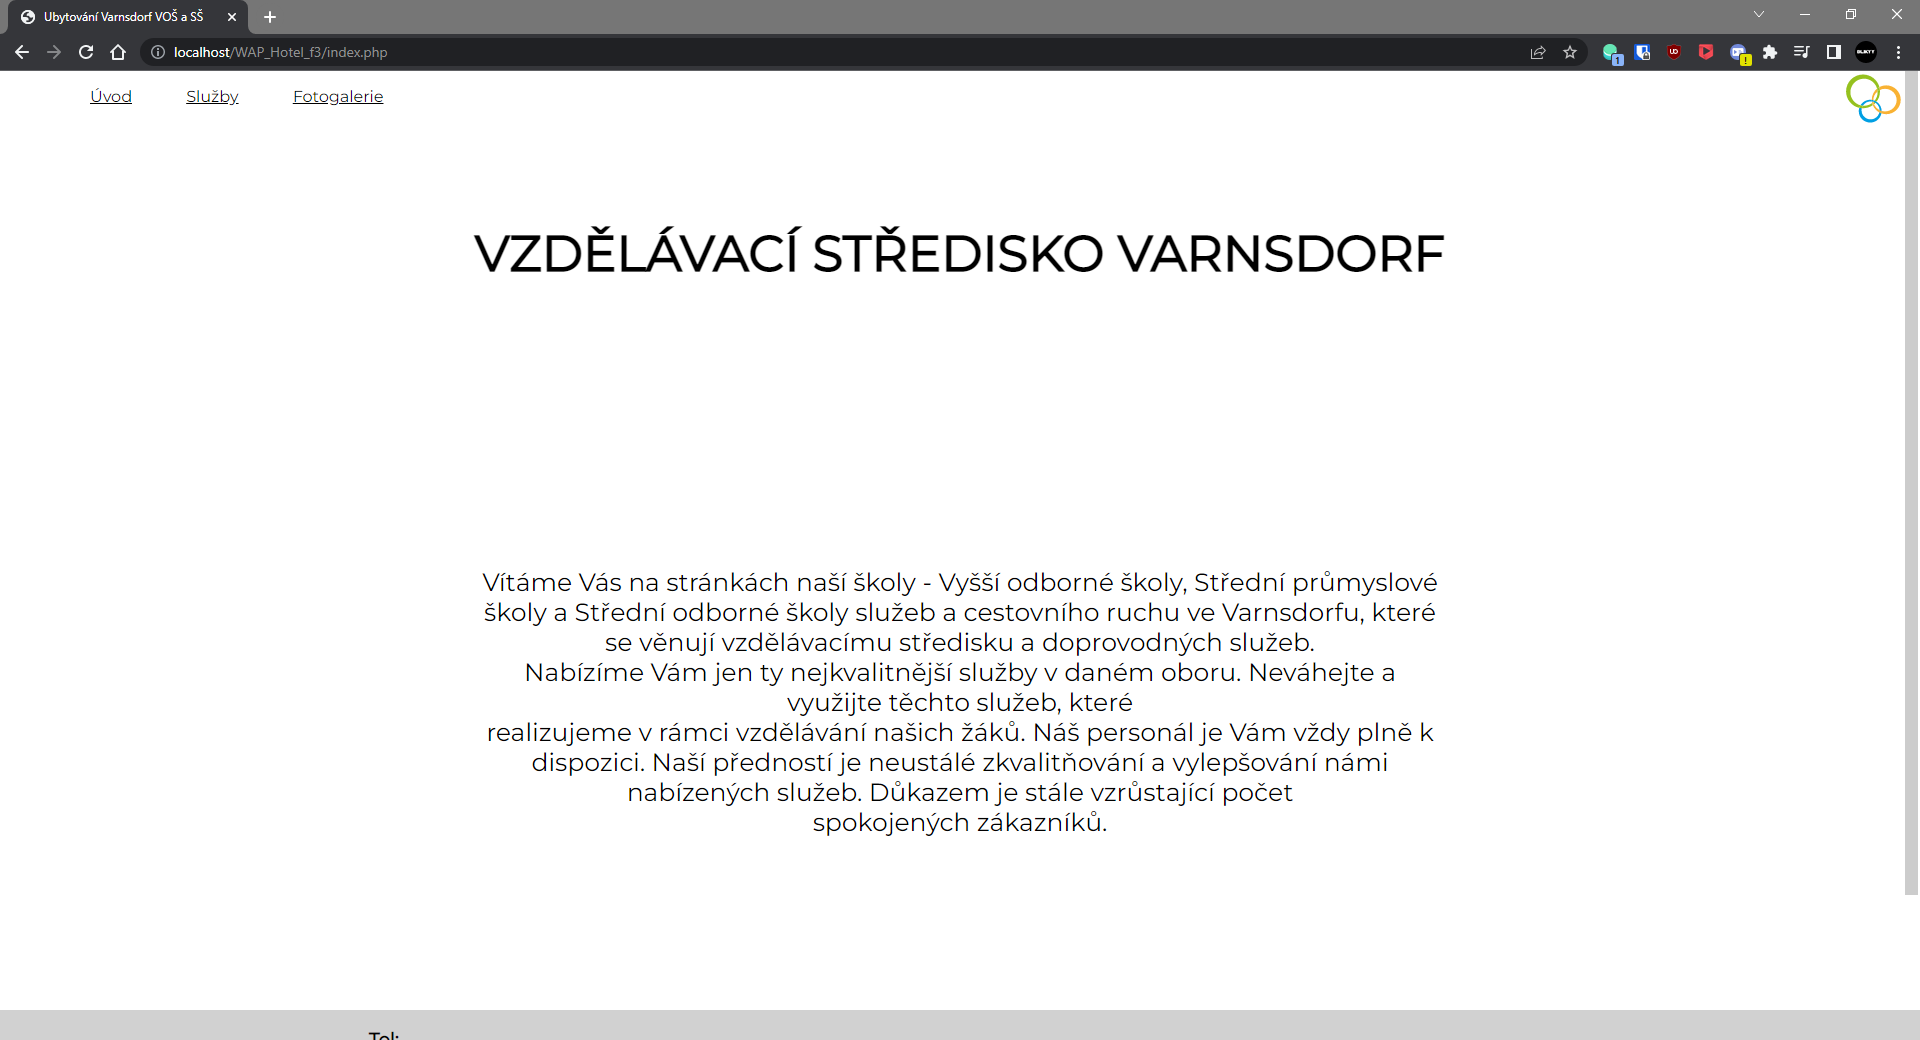 Ubytování Varnsdorf VOŠ a SŠ
localhost/WAP_Hotel_f3/index.php
Úvod Služby Fotogalerie
VZDĚLÁVACÍ STŘEDISKO VARNSDORF
Vítáme Vás na stránkách naší školy - Vyšší odborné školy, Střední průmyslové
školy a Střední odborné školy služeb a cestovního ruchu ve Varnsdorfu, které
se věnují vzdělávacímu středisku a doprovodných služeb.
Nabízíme Vám jen ty nejkvalitnější služby v daném oboru. Neváhejte a
využijte těchto služeb, které
realizujeme v rámci vzdělávání našich žáků. Náš personál je Vám vždy plně k
dispozici. Naší předností je neustálé zkvalitňování a vylepšování námi
nabízených služeb. Důkazem je stále vzrůstající počet
spokojených zákazníků.
Tel: